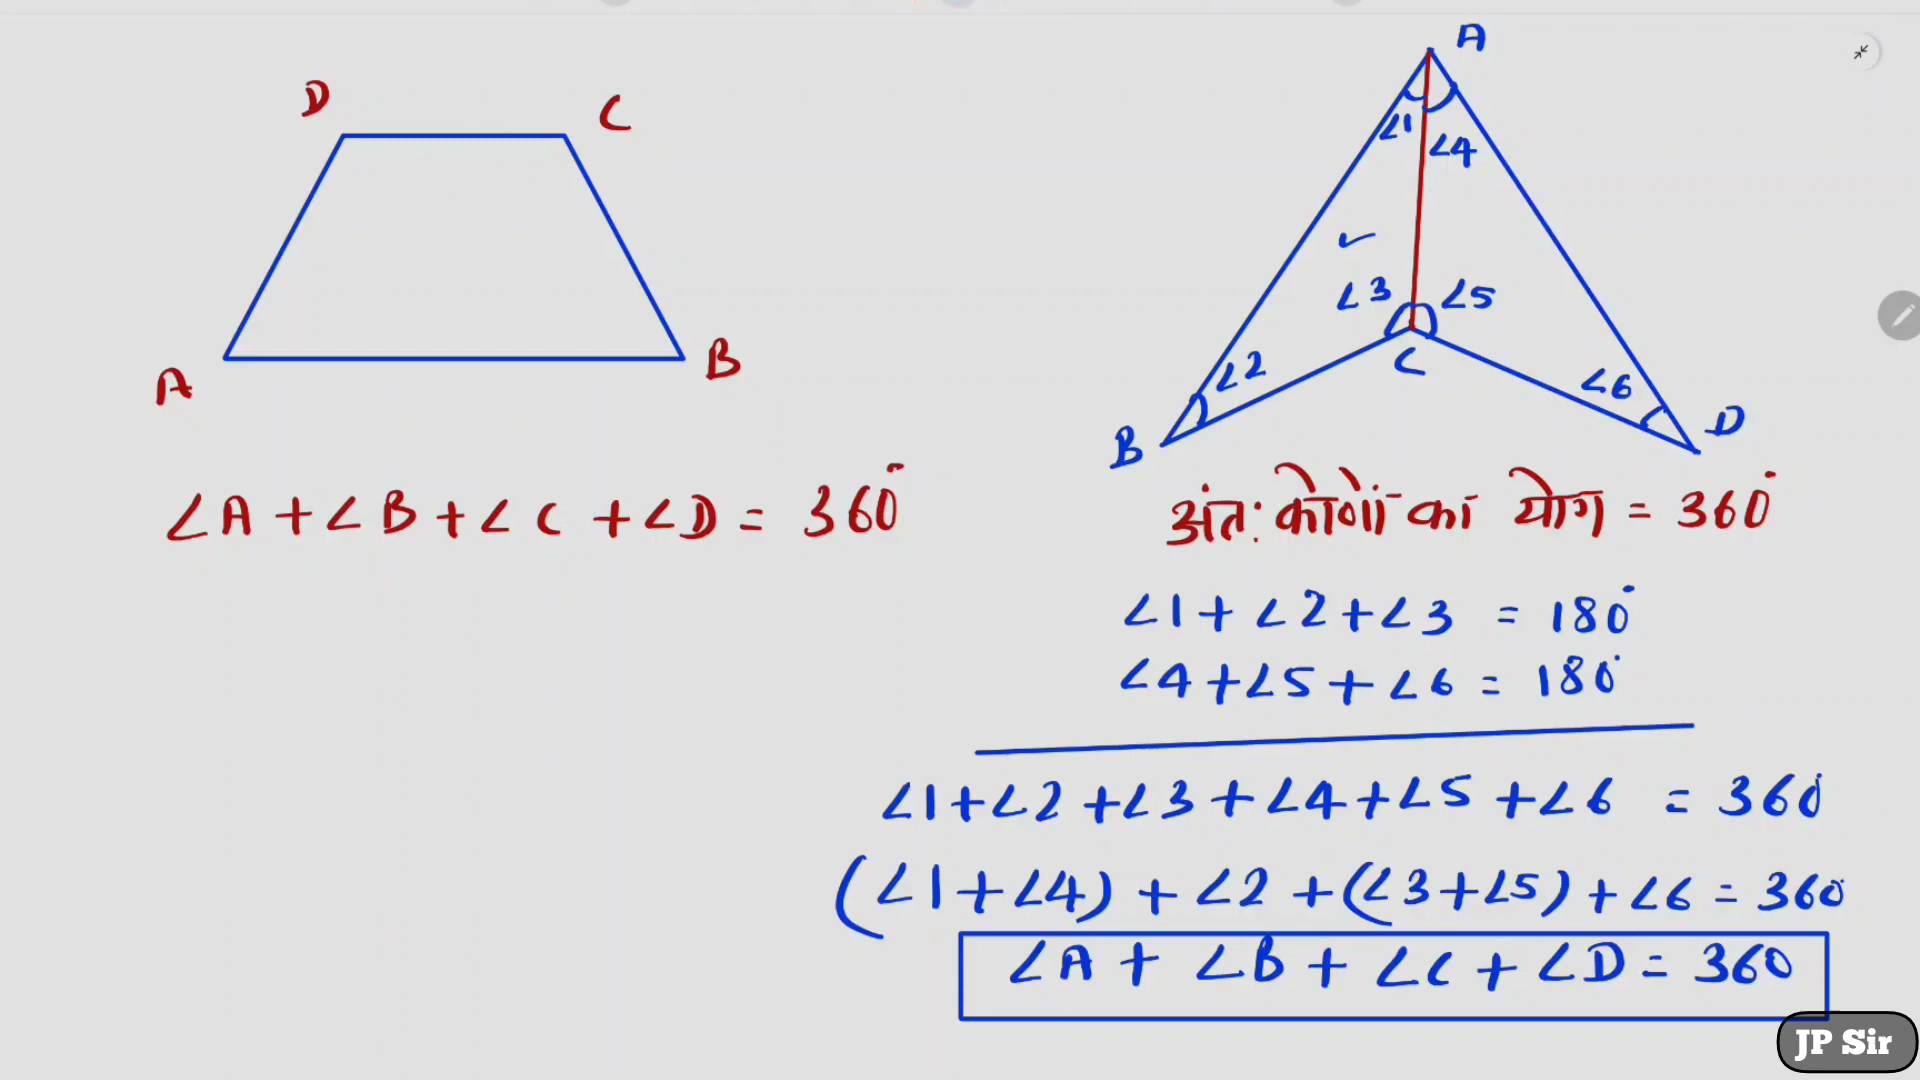 D C
A B
∠A + ∠B + ∠C + ∠D = 360°
A
∠1 ∠4
∠3 ∠5
C
∠2 ∠6
B D
अंत: कोणों का योग = 360°
∠1 + ∠2 + ∠3 = 180°
∠4 + ∠5 + ∠6 = 180°
∠1 + ∠2 + ∠3 + ∠4 + ∠5 + ∠6 = 360°
(∠1 + ∠4) + ∠2 + (∠3 + ∠5) + ∠6 = 360°
∠A + ∠B + ∠C + ∠D = 360
JP Sir